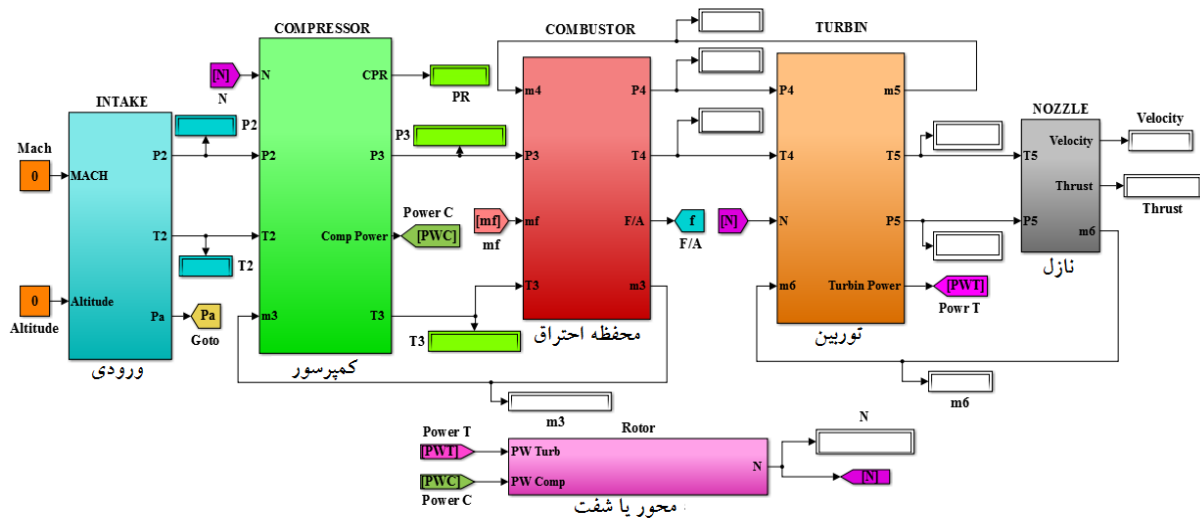 INTAKE
Mach
0
MACH
0
Altitude
Altitude
P2
P2
T2
T2
Pa
Pa
Goto
ورودی
COMPRESSOR
[N]
N
N
P2
T2
m3
CPR
PR
P3
P3
Comp Power
Power C
[PWC]
T3
T3
کمپرسور
m3
COMBUSTOR
m4
P3
[mf]
mf
mf
T3
P4
T4
F/A
f
F/A
m3
محفظه احتراق
TURBIN
P4
T4
[N]
N
m6
m5
T5
P5
Turbin Power
[PWT]
Powr T
توربین
m6
NOZZLE
T5
P5
Velocity
Velocity
Thrust
Thrust
m6
نازل
Rotor
Power T
[PWT]
PW Turb
[PWC]
Power C
PW Comp
N
N
[N]
محور یا شفت